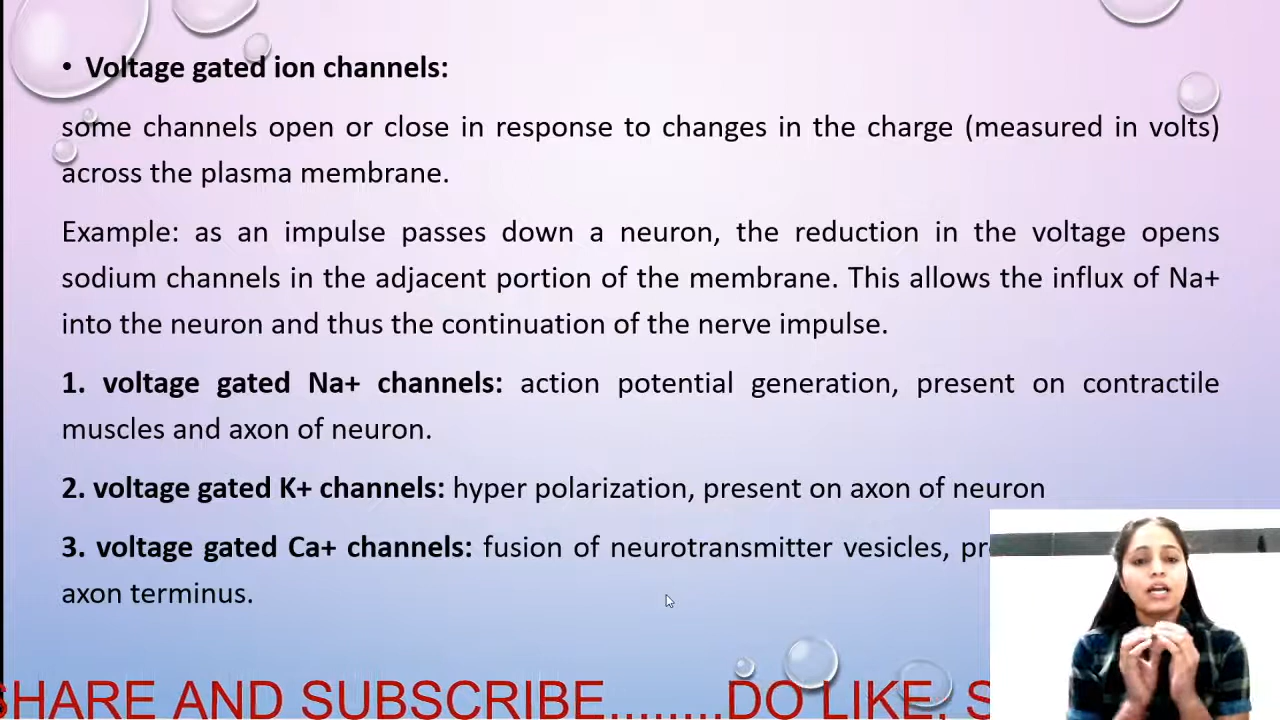 • Voltage gated ion channels:
some channels open or close in response to changes in the charge (measured in volts)
across the plasma membrane.
Example: as an impulse passes down a neuron, the reduction in the voltage opens
sodium channels in the adjacent portion of the membrane. This allows the influx of Na+
into the neuron and thus the continuation of the nerve impulse.
1. voltage gated Na+ channels: action potential generation, present on contractile
muscles and axon of neuron.
2. voltage gated K+ channels: hyper polarization, present on axon of neuron
3. voltage gated Ca+ channels: fusion of neurotransmitter vesicles,
axon terminus.
SHARE AND SUBSCRIBE........DO LIKE, S